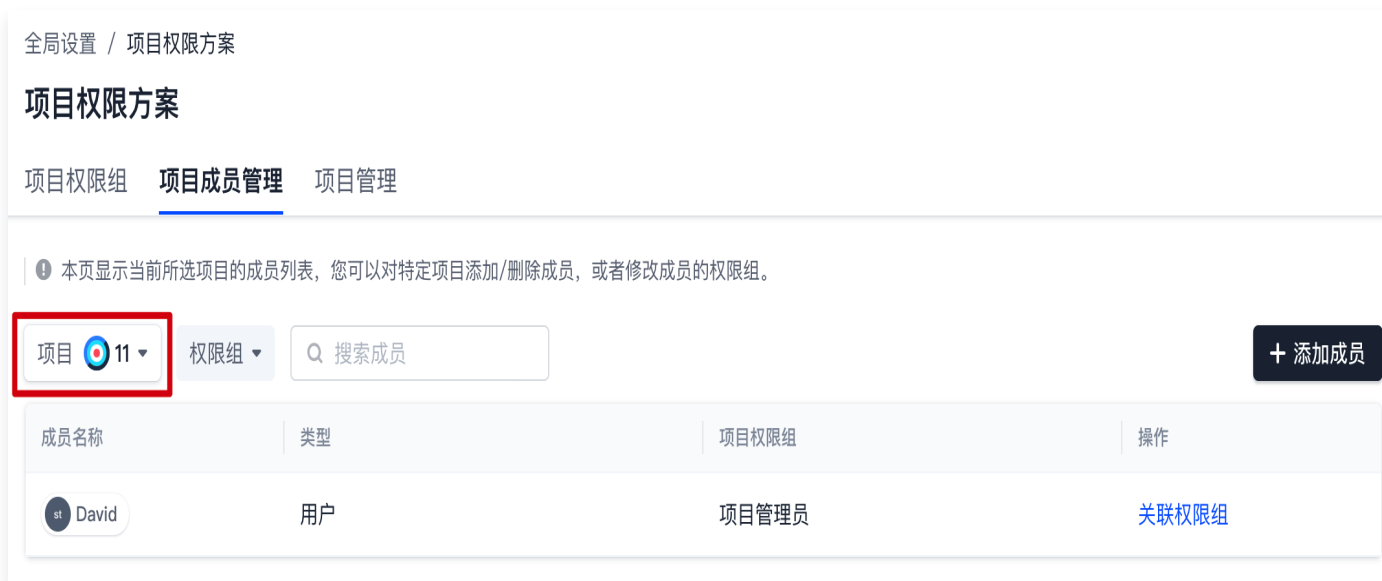 全局设置 / 项目权限方案
项目权限方案
项目权限组 项目成员管理 项目管理
本页显示当前所选项目的成员列表，您可以对特定项目添加/删除成员，或者修改成员的权限组。
项目 11 权限组 搜索成员 + 添加成员
成员名称 类型 项目权限组 操作
st David 用户 项目管理员 关联权限组